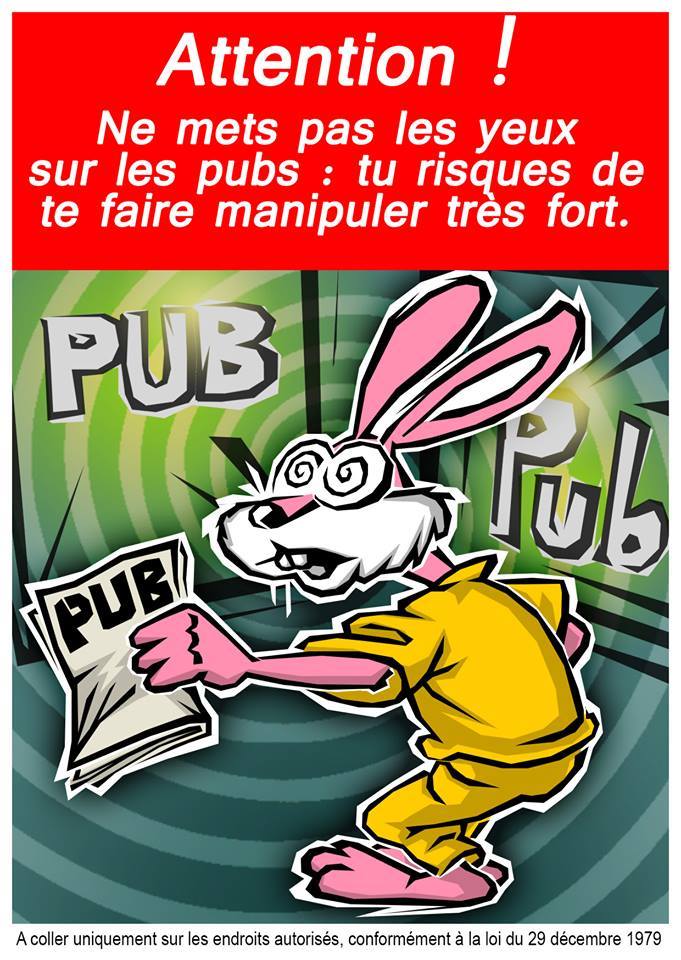 Attention !
Ne mets pas les yeux
sur les pubs : tu risques de
te faire manipuler très fort.
PUB
Pub
PUB
A coller uniquement sur les endroits autorisés, conformément à la loi du 29 décembre 1979